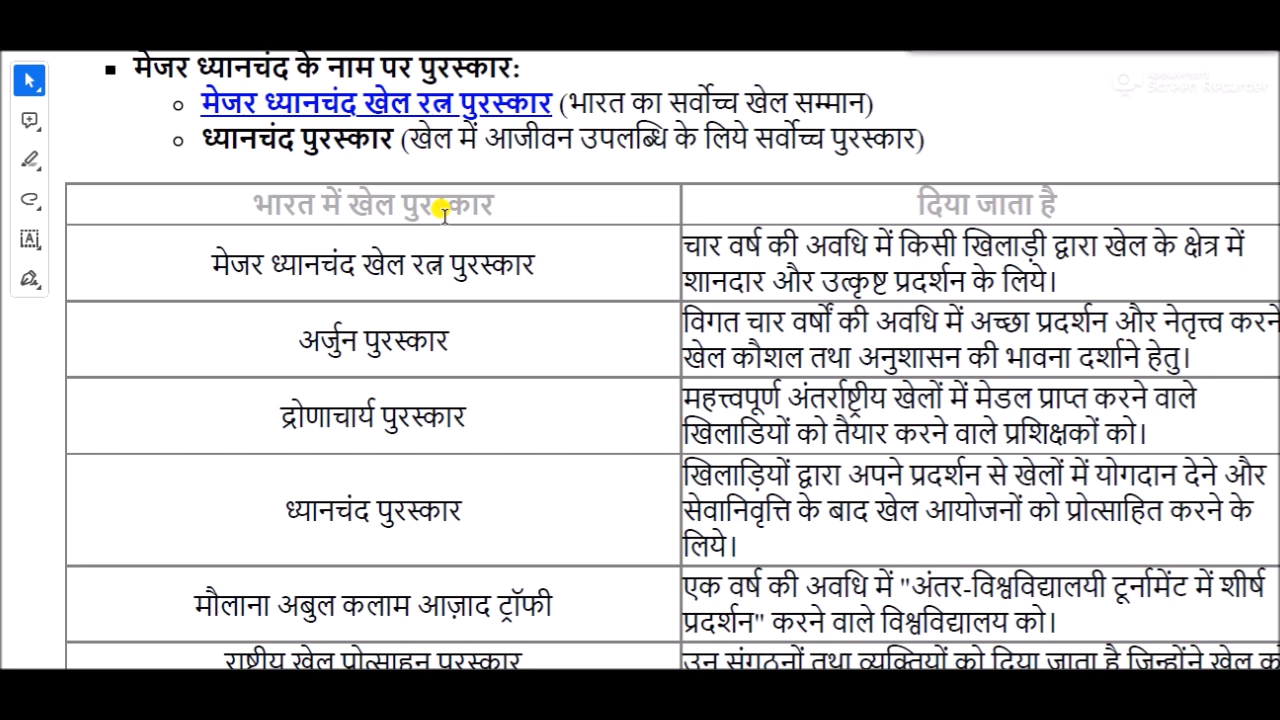 मेजर ध्यानचंद के नाम पर पुरस्कार:
मेजर ध्यानचंद खेल रत्न पुरस्कार (भारत का सर्वोच्च खेल सम्मान)
ध्यानचंद पुरस्कार (खेल में आजीवन उपलब्धि के लिये सर्वोच्च पुरस्कार)
भारत में खेल पुरस्कार
दिया जाता है
मेजर ध्यानचंद खेल रत्न पुरस्कार
चार वर्ष की अवधि में किसी खिलाड़ी द्वारा खेल के क्षेत्र में
शानदार और उत्कृष्ट प्रदर्शन के लिये।
अर्जुन पुरस्कार
विगत चार वर्षों की अवधि में अच्छा प्रदर्शन और नेतृत्त्व करने
खेल कौशल तथा अनुशासन की भावना दर्शाने हेतु।
द्रोणाचार्य पुरस्कार
महत्त्वपूर्ण अंतर्राष्ट्रीय खेलों में मेडल प्राप्त करने वाले
खिलाडियों को तैयार करने वाले प्रशिक्षकों को।
ध्यानचंद पुरस्कार
खिलाड़ियों द्वारा अपने प्रदर्शन से खेलों में योगदान देने और
सेवानिवृत्ति के बाद खेल आयोजनों को प्रोत्साहित करने के
लिये।
मौलाना अबुल कलाम आज़ाद ट्रॉफी
एक वर्ष की अवधि में "अंतर-विश्वविद्यालयी टूर्नामेंट में शीर्ष
प्रदर्शन" करने वाले विश्वविद्यालय को।
राष्ट्रीय खेल प्रोत्साहन पुरस्कार
उन संगठनों तथा व्यक्तियों को दिया जाता है जिन्होंने खेल को
Screen Recorder